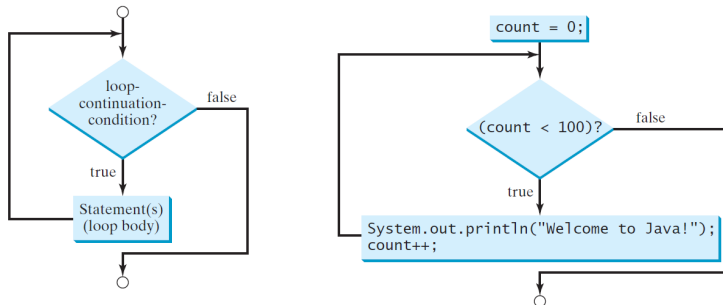 loop-
continuation-
condition?
false
true
Statement(s)
(loop body)
count = 0;
(count < 100)?
false
true
System.out.println("Welcome to Java!");
count++;